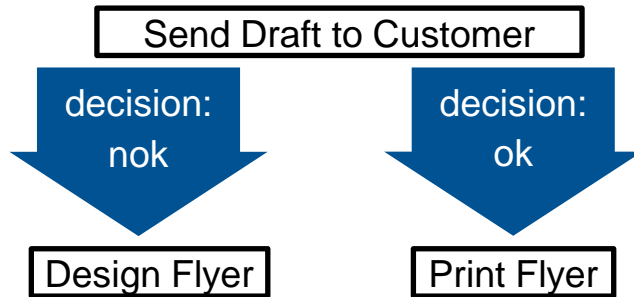 Send Draft to Customer
decision:
nok
decision:
ok
Design Flyer
Print Flyer